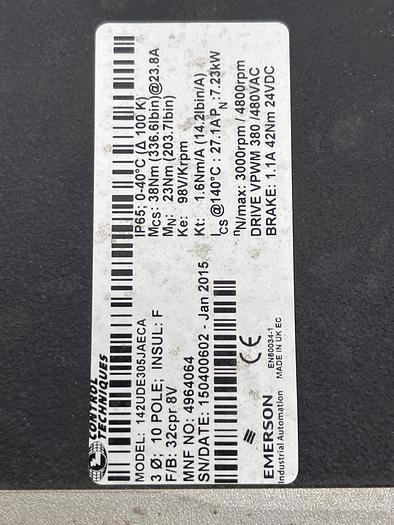 CONTROL
TECHNIQUES
MODEL: 142UDE305JAECA
3 Ø; 10 POLE; INSUL: F
F/B: 32cpr 8V
MNF NO: 4964064
SN/DATE: 150400602 - Jan 2015
EMERSON
Industrial Automation
EN60034-1
MADE IN UK EC
IP65; 0-40°C (Δ 100 K)
Mcs: 38Nm (336.6lbin)@23.8A
MN: 23Nm (203.7lbin)
Ke: 98V/Krpm
Kt: 1.6Nm/A (14.2lbin/A)
Ics @140°C : 27.1A PN :7.23kW
nN/max: 3000rpm / 4800rpm
DRIVE VPWM 380 /480VAC
BRAKE: 1.1A 42Nm 24VDC